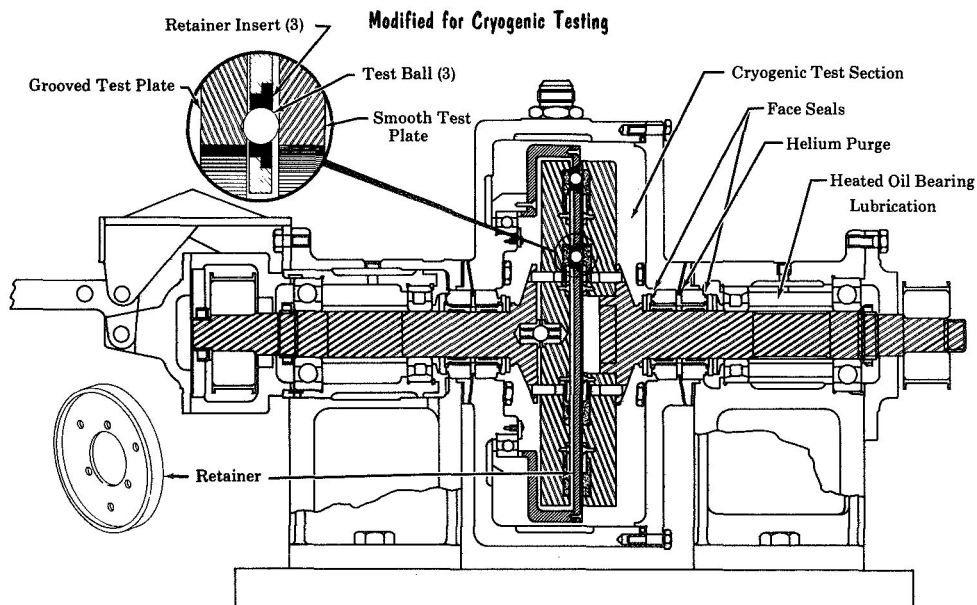 Modified for Cryogenic Testing
Retainer Insert (3)
Test Ball (3)
Grooved Test Plate
Smooth Test
Plate
Cryogenic Test Section
Face Seals
Helium Purge
Heated Oil Bearing
Lubrication
Retainer